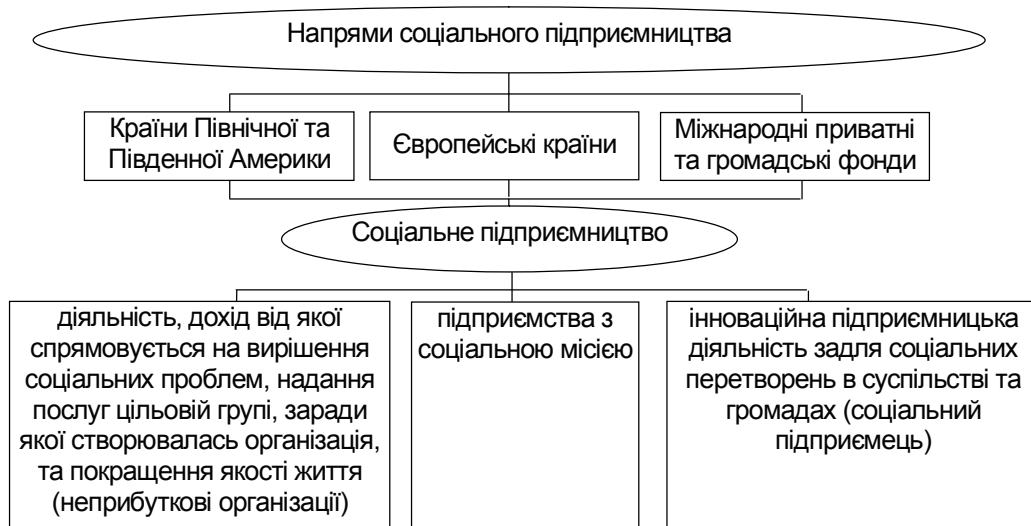 Напрями соціального підприємництва
Країни Північної та
Південної Америки
Європейські країни
Міжнародні приватні
та громадські фонди
Соціальне підприємництво
діяльність, дохід від якої
спрямовується на вирішення
соціальних проблем, надання
послуг цільовій групі, заради
якої створювалась організація,
та покращення якості життя
(неприбуткові організації)
підприємства з
соціальною місією
інноваційна підприємницька
діяльність задля соціальних
перетворень в суспільстві та
громадах (соціальний
підприємець)